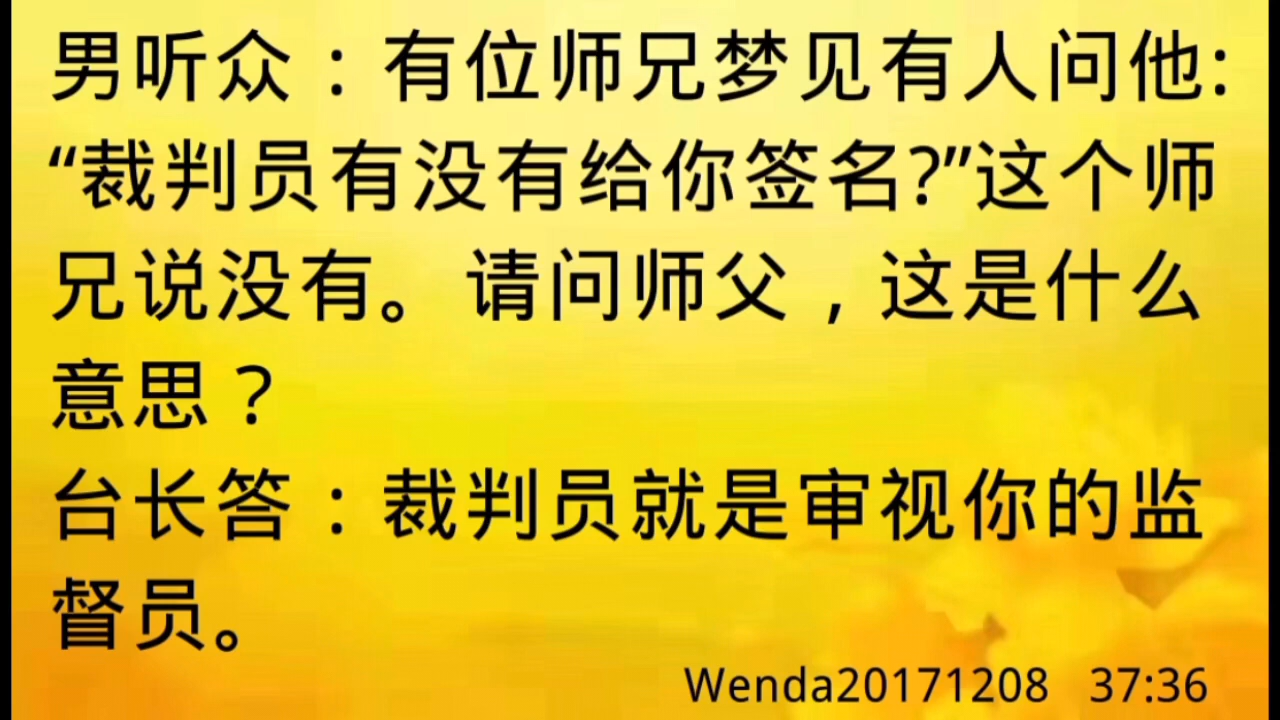 男听众：有位师兄梦见有人问他:
“裁判员有没有给你签名?”这个师
兄说没有。请问师父，这是什么
意思？
台长答：裁判员就是审视你的监
督员。
Wenda20171208 37:36